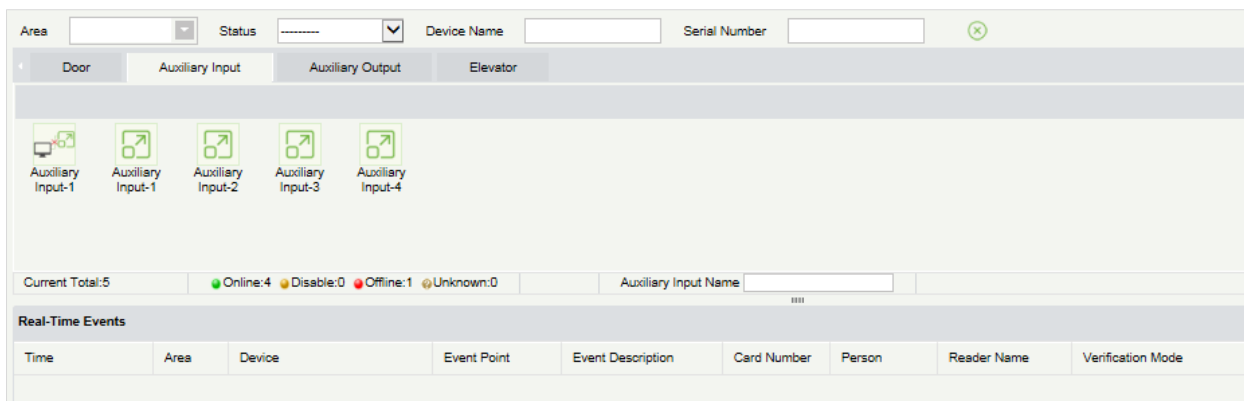 Area Status --------- Device Name Serial Number
Door Auxiliary Input Auxiliary Output Elevator
Auxiliary Auxiliary Auxiliary Auxiliary Auxiliary
Input-1 Input-1 Input-2 Input-3 Input-4
Current Total:5 Online:4 Disable:0 Offline:1 Unknown:0 Auxiliary Input Name
Real-Time Events
Time Area Device Event Point Event Description Card Number Person Reader Name Verification Mode